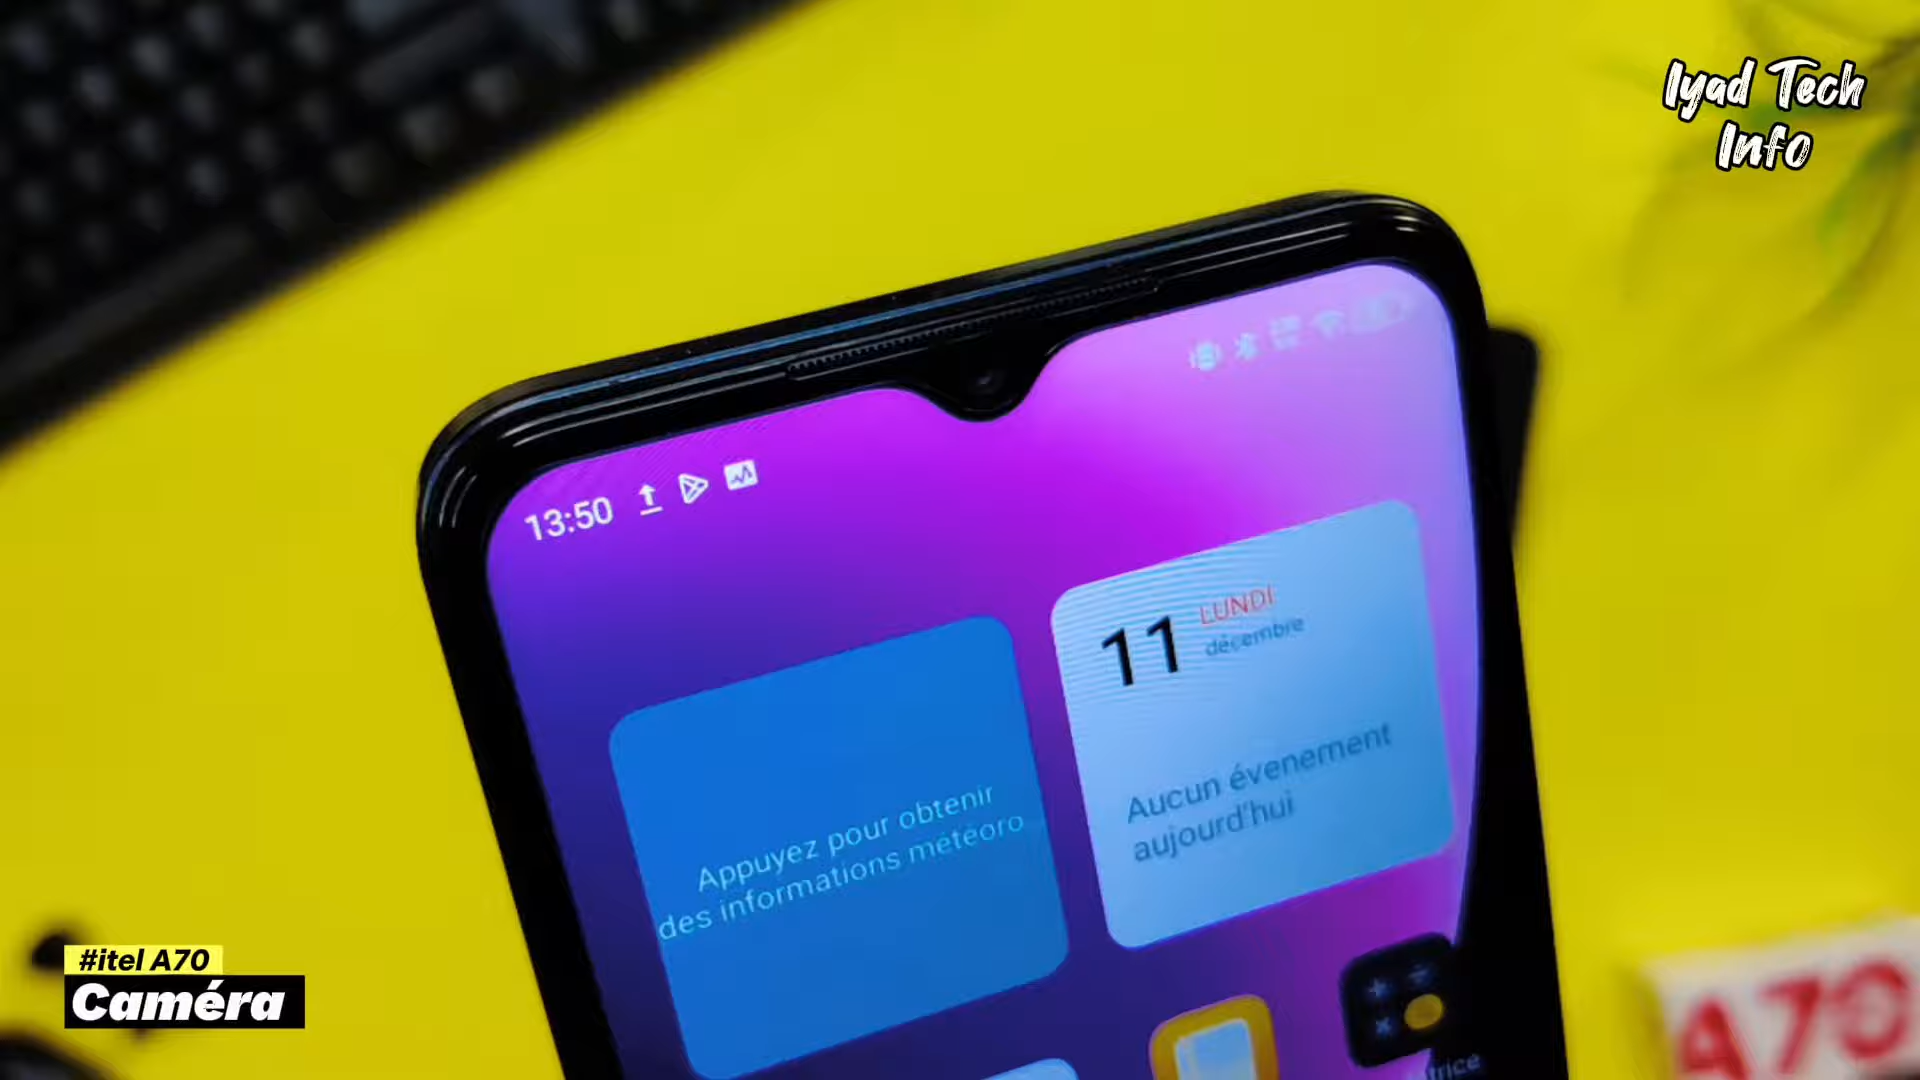 Iyad Tech
Info
13:50
11
LUNDI
décembre
Aucun évenement
aujourd'hui
Appuyez pour obtenir
des informations météoro
#itel A70
Caméra
A70